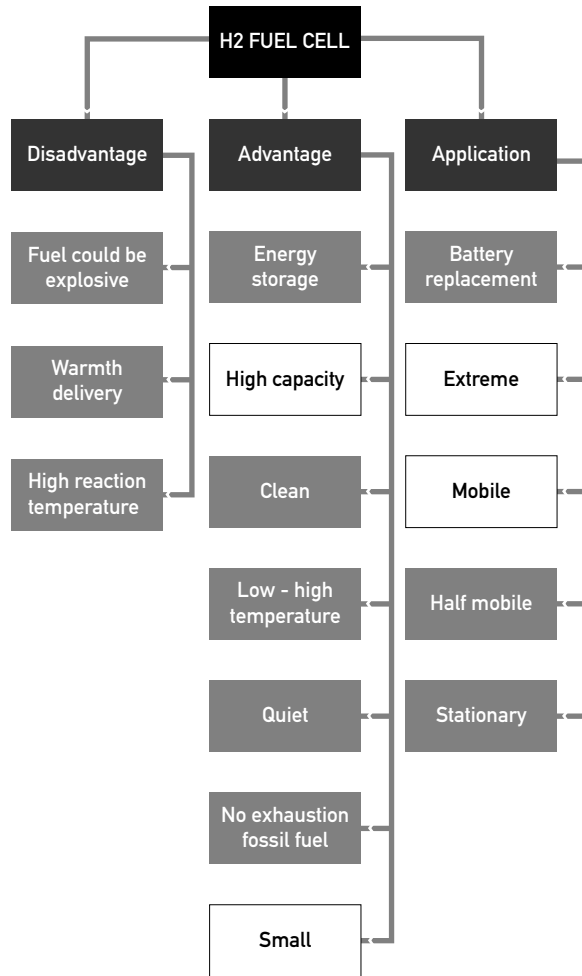 H2 FUEL CELL
Disadvantage
Fuel could be
explosive
Warmth
delivery
High reaction
temperature
Advantage
Energy
storage
High capacity
Clean
Low - high
temperature
Quiet
No exhaustion
fossil fuel
Small
Application
Battery
replacement
Extreme
Mobile
Half mobile
Stationary